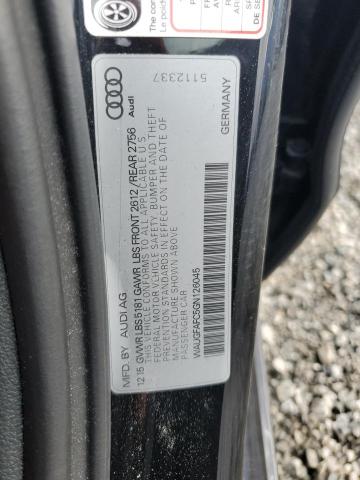 MFD. BY AUDI AG
12.15 GVWR LBS 5181 GAWR LBS FRONT 2612/REAR 2756
THIS VEHICLE CONFORMS TO ALL APPLICABLE U.S.
FEDERAL MOTOR VEHICLE SAFETY, BUMPER AND THEFT
PREVENTION STANDARDS IN EFFECT ON THE DATE OF
MANUFACTURE SHOWN ABOVE.
PASSENGER CAR
WAUGFAFC5GN126045
Audi
GERMANY
5112337